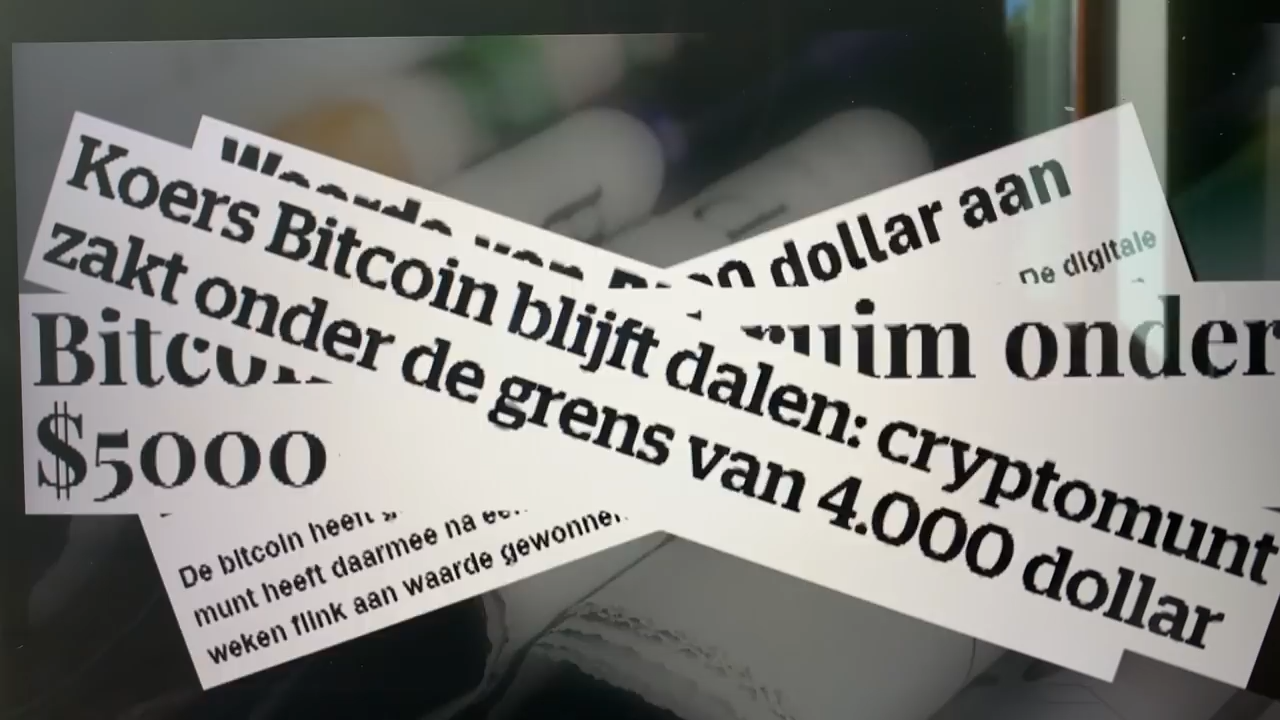 Koers Bitcoin blijft dalen: cryptomunt
zakt onder de grens van 4.000 dollar
dollar aan
De digitale
ruim onder
$5000
De bitcoin heeft
munt heeft daarmee na
weken flink aan waarde gewonnen.